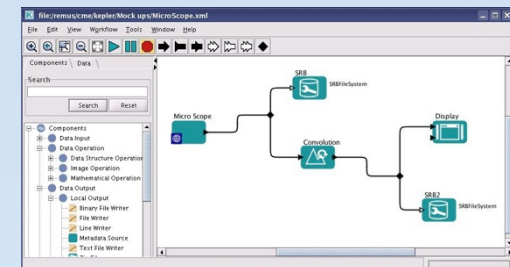 file:/remus/cme/kepler/Mock ups/MicroScope.xml
File Edit View Workflow Tools Window Help
Components Data
Search
Search Reset
Components
Data Input
Data Operation
Data Structure Operation
Image Operation
Mathematical Operation
Data Output
Local Output
Binary File Writer
File Writer
Line Writer
Metadata Source
Text File Writer
Micro Scope
SRB
SRBFileSystem
Convolution
Display
SRB2
SRBFileSystem